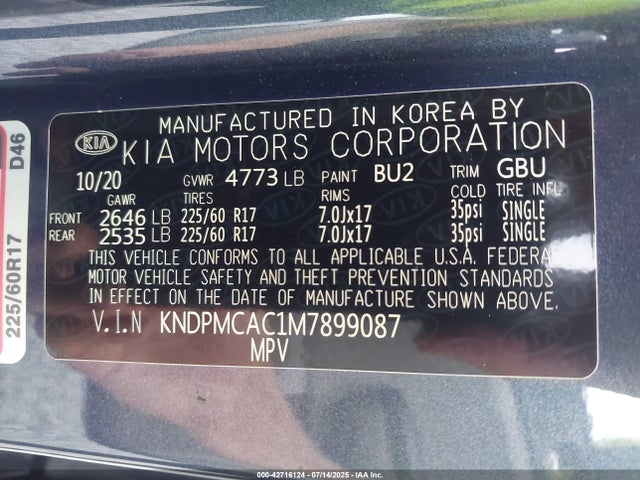 MANUFACTURED IN KOREA BY
KIA KIA MOTORS CORPORATION
10/20 GVWR 4773 LB PAINT BU2 TRIM GBU
GAWR TIRES RIMS COLD TIRE INFL
FRONT 2646 LB 225/60 R17 7.0Jx17 35psi SINGLE
REAR 2535 LB 225/60 R17 7.0Jx17 35psi SINGLE
THIS VEHICLE CONFORMS TO ALL APPLICABLE U.S.A. FEDERAL
MOTOR VEHICLE SAFETY AND THEFT PREVENTION STANDARDS
IN EFFECT ON THE DATE OF MANUFACTURE SHOWN ABOVE.
V.I.N KNDPMCAC1M7899087
MPV
D46
225/60R17
000-42716124 | 07/14/2025 | IAA Inc.